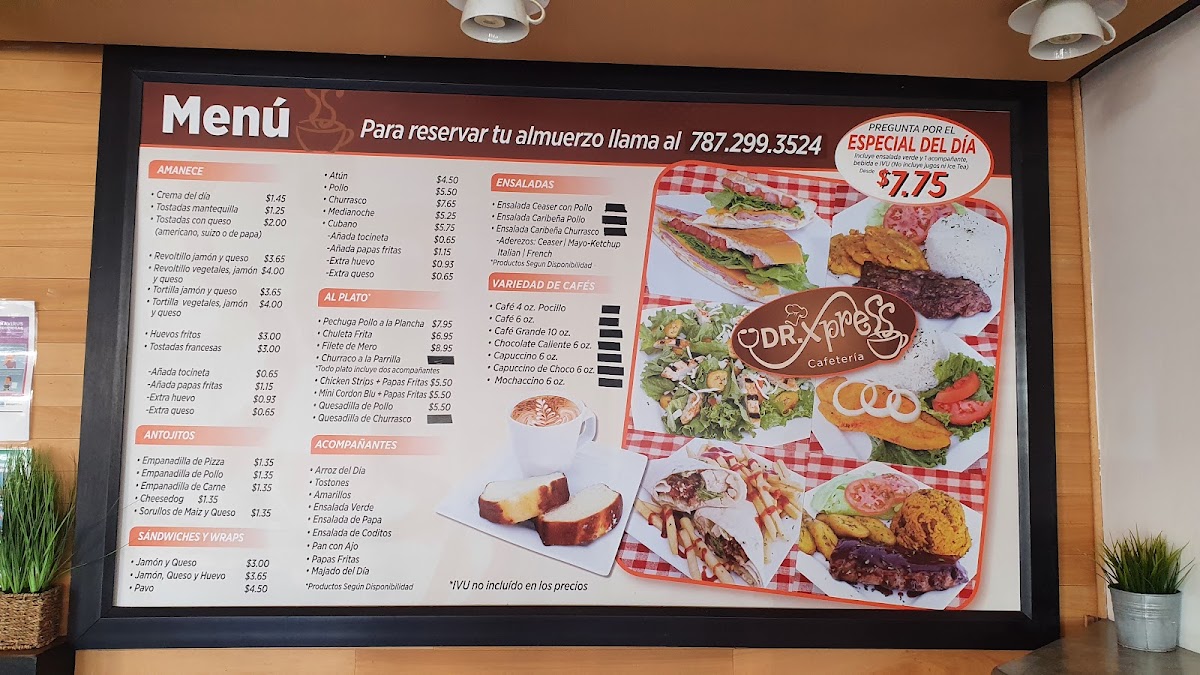 Menú
Para reservar tu almuerzo llama al 787.299.3524
PREGUNTA POR EL
ESPECIAL DEL DÍA
Incluye ensalada verde y 1 acompañante,
bebida e IVU (No incluye jugos ni Ice Tea)
Desde $7.75
AMANECE
• Crema del día $1.45
• Tostadas mantequilla $1.25
• Tostadas con queso $2.00
(americano, suizo o de papa)
• Revoltillo jamón y queso $3.65
• Revoltillo vegetales, jamón $4.00
y queso
• Tortilla jamón y queso $3.65
• Tortilla vegetales, jamón $4.00
y queso
• Huevos fritos $3.00
• Tostadas francesas $3.00
-Añada tocineta $0.65
-Añada papas fritas $1.15
-Extra huevo $0.93
-Extra queso $0.65
ANTOJITOS
• Empanadilla de Pizza $1.35
• Empanadilla de Pollo $1.35
• Empanadilla de Carne $1.35
• Cheesedog $1.35
• Sorullos de Maíz y Queso $1.35
SÁNDWICHES Y WRAPS
• Jamón y Queso $3.00
• Jamón, Queso y Huevo $3.65
• Pavo $4.50
• Atún $4.50
• Pollo $5.50
• Churrasco $7.65
• Medianoche $5.25
• Cubano $5.75
-Añada tocineta $0.65
-Añada papas fritas $1.15
-Extra huevo $0.93
-Extra queso $0.65
AL PLATO*
• Pechuga Pollo a la Plancha $7.95
• Chuleta Frita $6.95
• Filete de Mero $8.95
• Churraco a la Parrilla
*Todo plato incluye dos acompañantes
• Chicken Strips + Papas Fritas $5.50
• Mini Cordon Blu + Papas Fritas $5.50
• Quesadilla de Pollo $5.50
• Quesadilla de Churrasco
ACOMPAÑANTES
• Arroz del Día
• Tostones
• Amarillos
• Ensalada Verde
• Ensalada de Papa
• Ensalada de Coditos
• Pan con Ajo
• Papas Fritas
• Majado del Día
*Productos Según Disponibilidad
ENSALADAS
• Ensalada Ceaser con Pollo
• Ensalada Caribeña Pollo
• Ensalada Caribeña Churrasco
-Aderezos: Ceaser | Mayo-Ketchup
Italian | French
*Productos Segun Disponibilidad
VARIEDAD DE CAFÉS
• Café 4 oz. Pocillo
• Café 6 oz.
• Café Grande 10 oz.
• Chocolate Caliente 6 oz.
• Capuccino 6 oz.
• Capuccino de Choco 6 oz.
• Mochaccino 6 oz.
*IVU no incluído en los precios
DR. Xpress
Cafetería